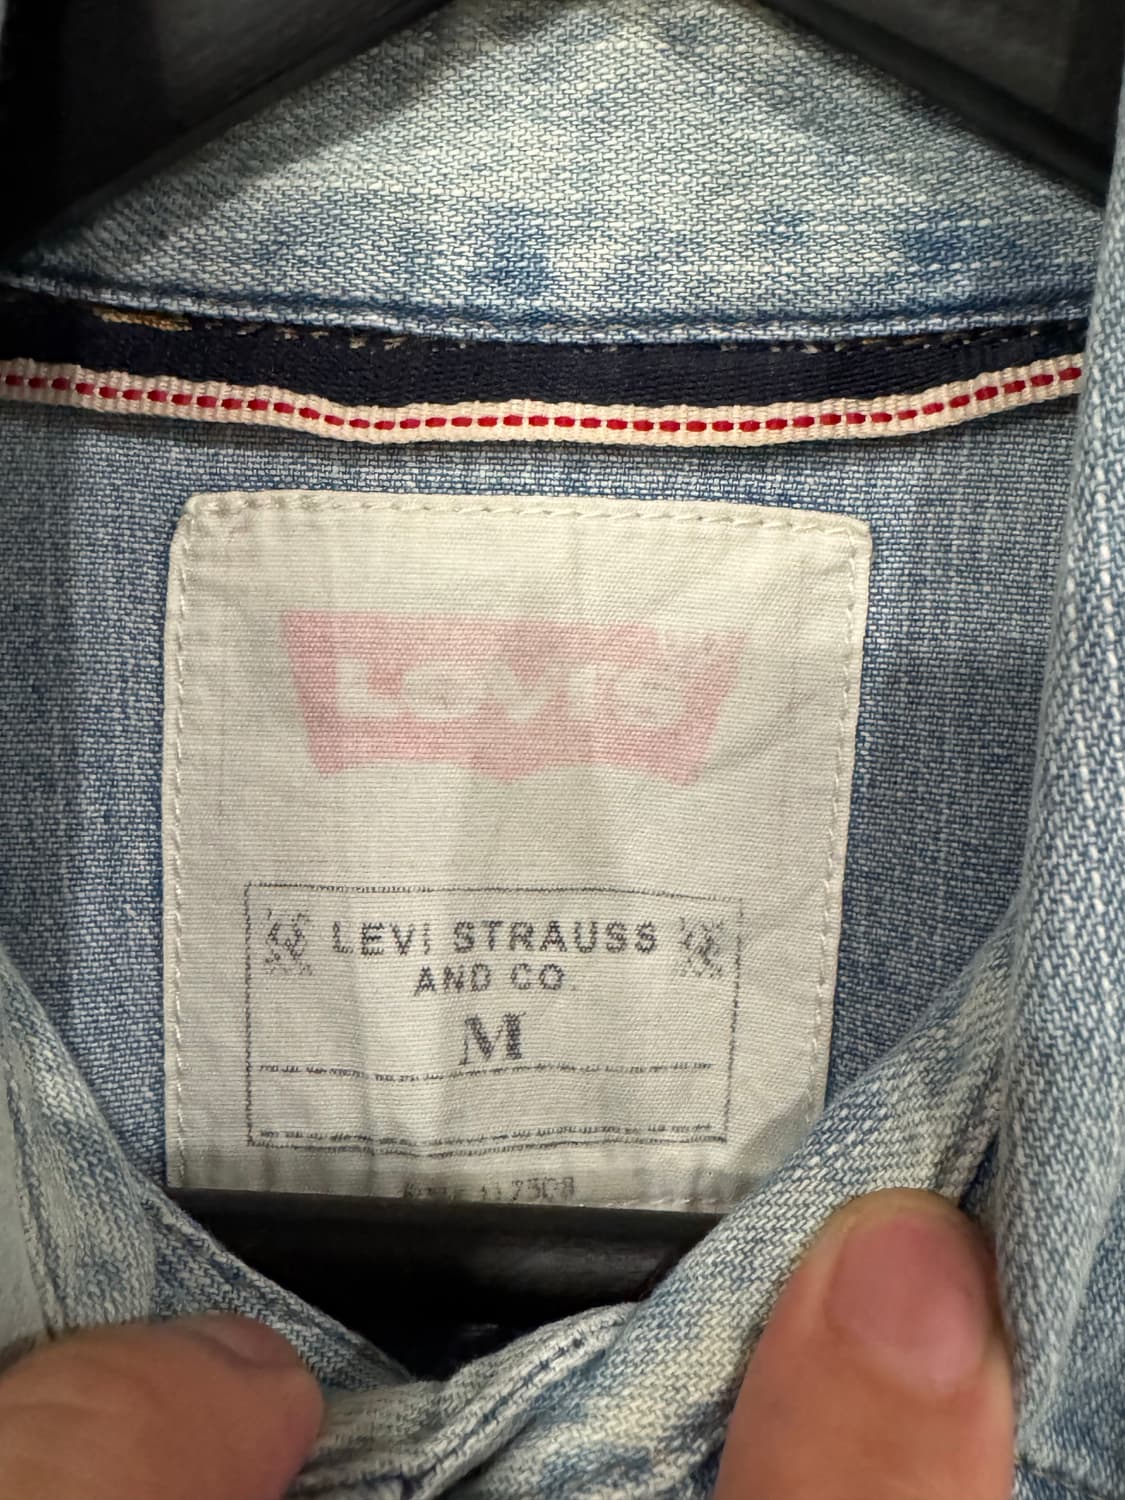 LEVI'S
LEVI STRAUSS
AND CO.
M